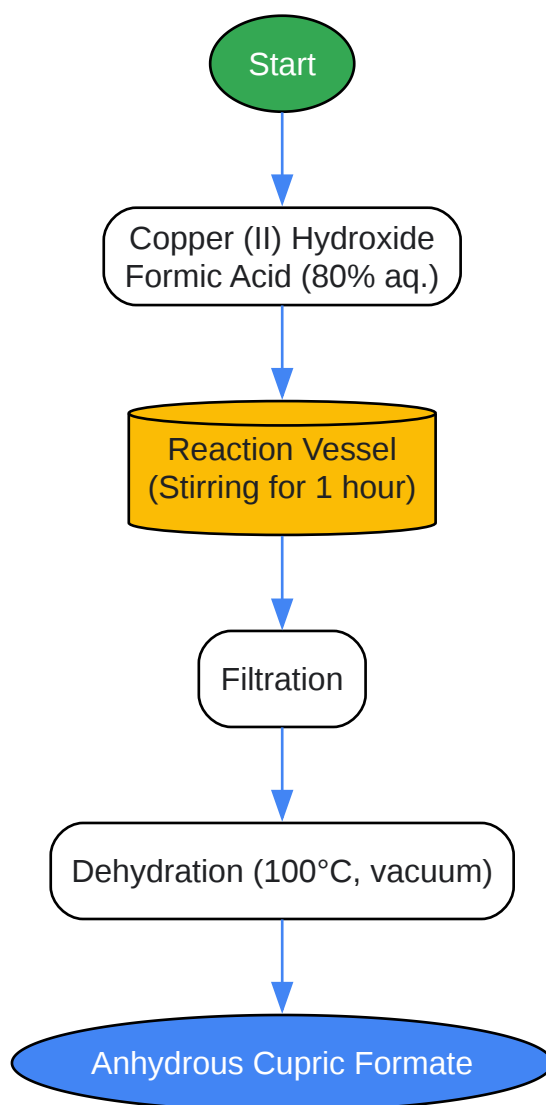 Start
Copper (II) Hydroxide
Formic Acid (80% aq.)
Reaction Vessel
(Stirring for 1 hour)
Filtration
Dehydration (100°C, vacuum)
Anhydrous Cupric Formate